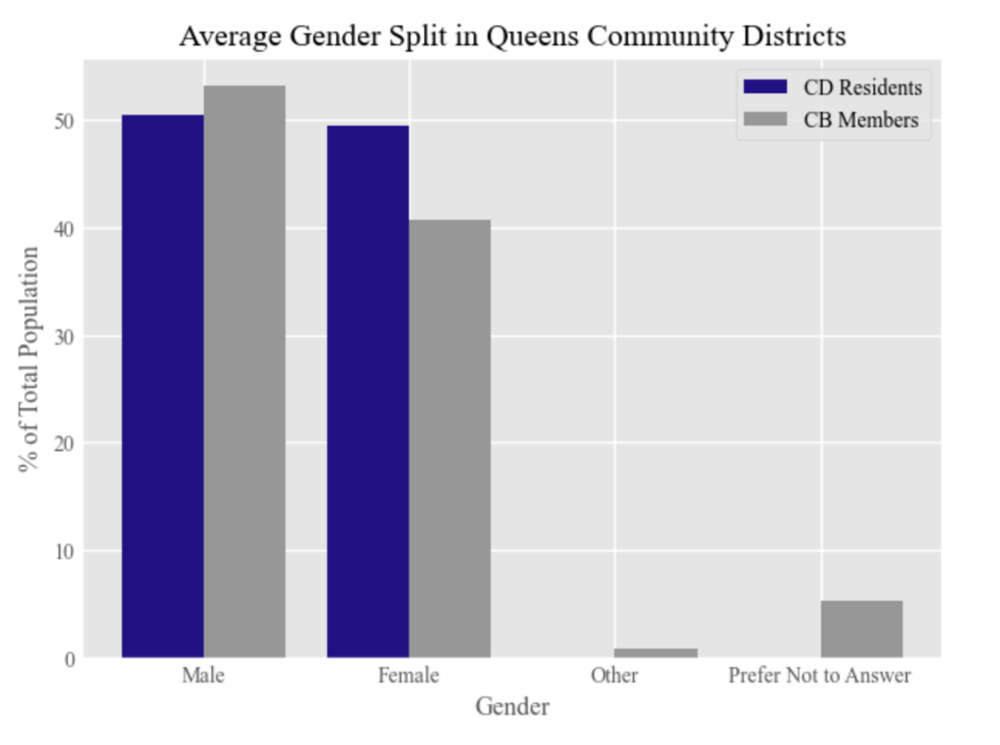 Average Gender Split in Queens Community Districts
CD Residents
CB Members
% of Total Population
50
40
30
20
10
0
Male
Female
Other
Prefer Not to Answer
Gender